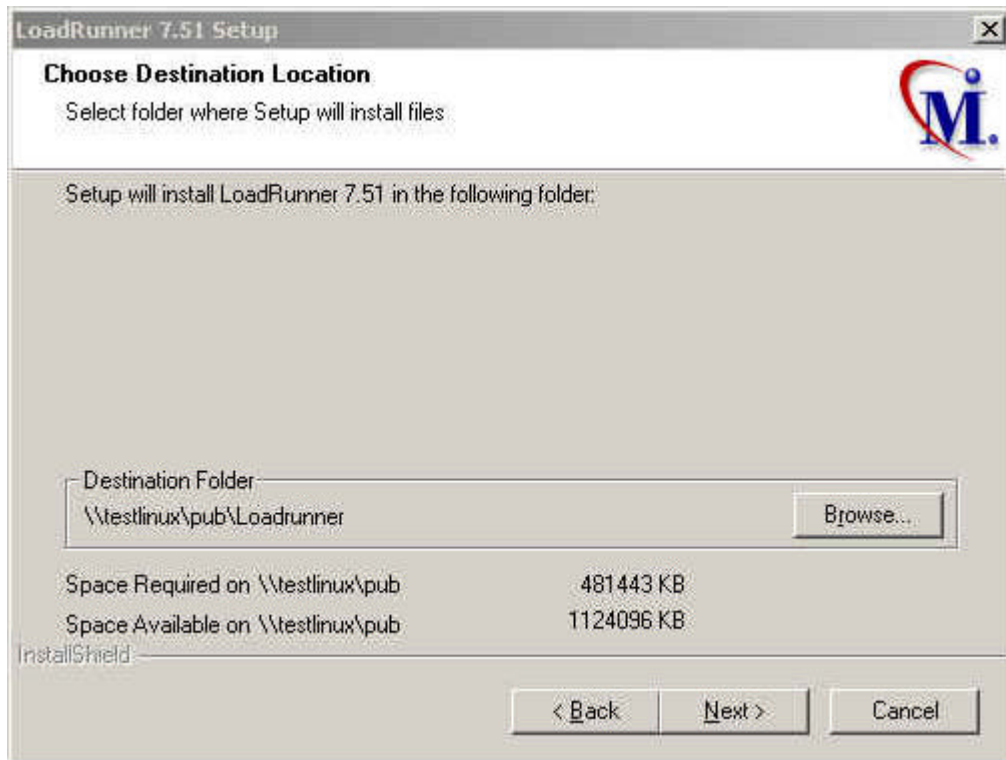 LoadRunner 7.51 Setup
Choose Destination Location
Select folder where Setup will install files
M.
Setup will install LoadRunner 7.51 in the following folder:
Destination Folder
\\testlinux\pub\Loadrunner
Browse...
Space Required on \\testlinux\pub 481443 KB
Space Available on \\testlinux\pub 1124096 KB
InstallShield
< Back Next > Cancel